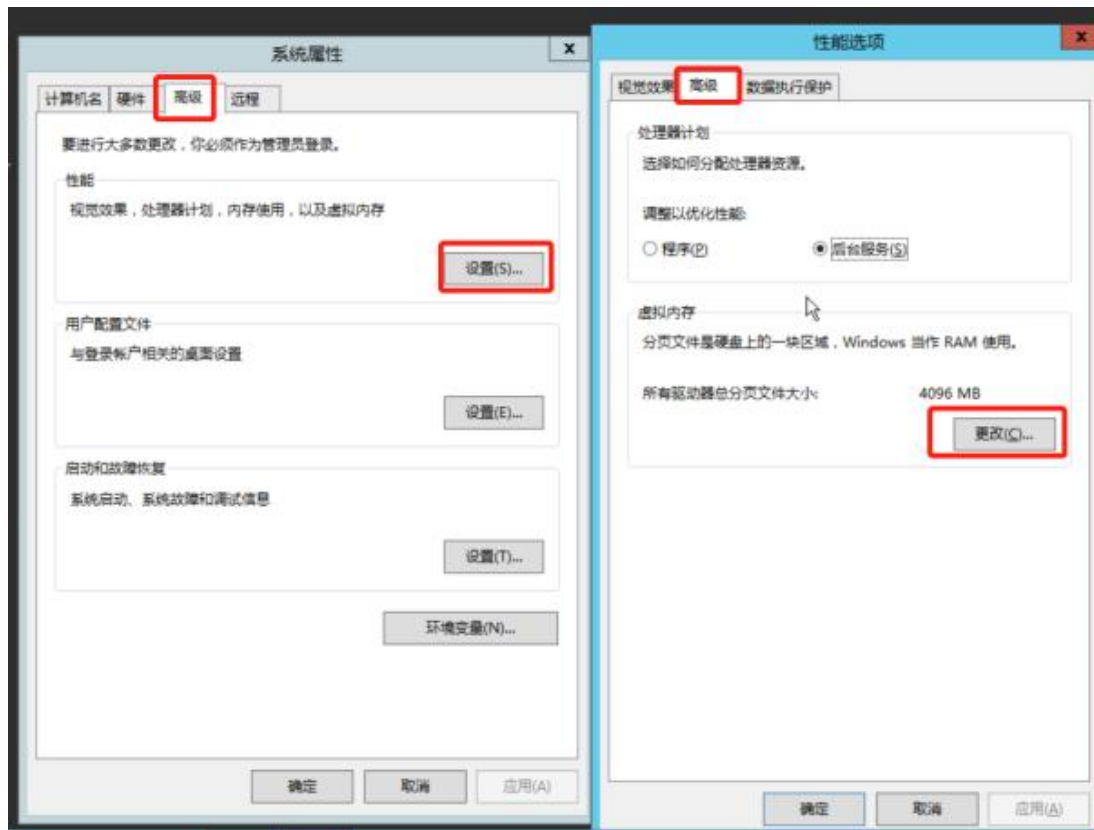 系统属性
x
计算机名 硬件 高级 远程
要进行大多数更改，你必须作为管理员登录。
性能
视觉效果，处理器计划，内存使用，以及虚拟内存
设置(S)...
用户配置文件
与登录帐户相关的桌面设置
设置(E)...
启动和故障恢复
系统启动、系统故障和调试信息
设置(T)...
环境变量(N)...
确定 取消 应用(A)
性能选项
x
视觉效果 高级 数据执行保护
处理器计划
选择如何分配处理器资源。
调整以优化性能:
程序(P) 后台服务(S)
虚拟内存
分页文件是硬盘上的一块区域，Windows 当作 RAM 使用。
所有驱动器总分页文件大小: 4096 MB
更改(C)...
确定 取消 应用(A)